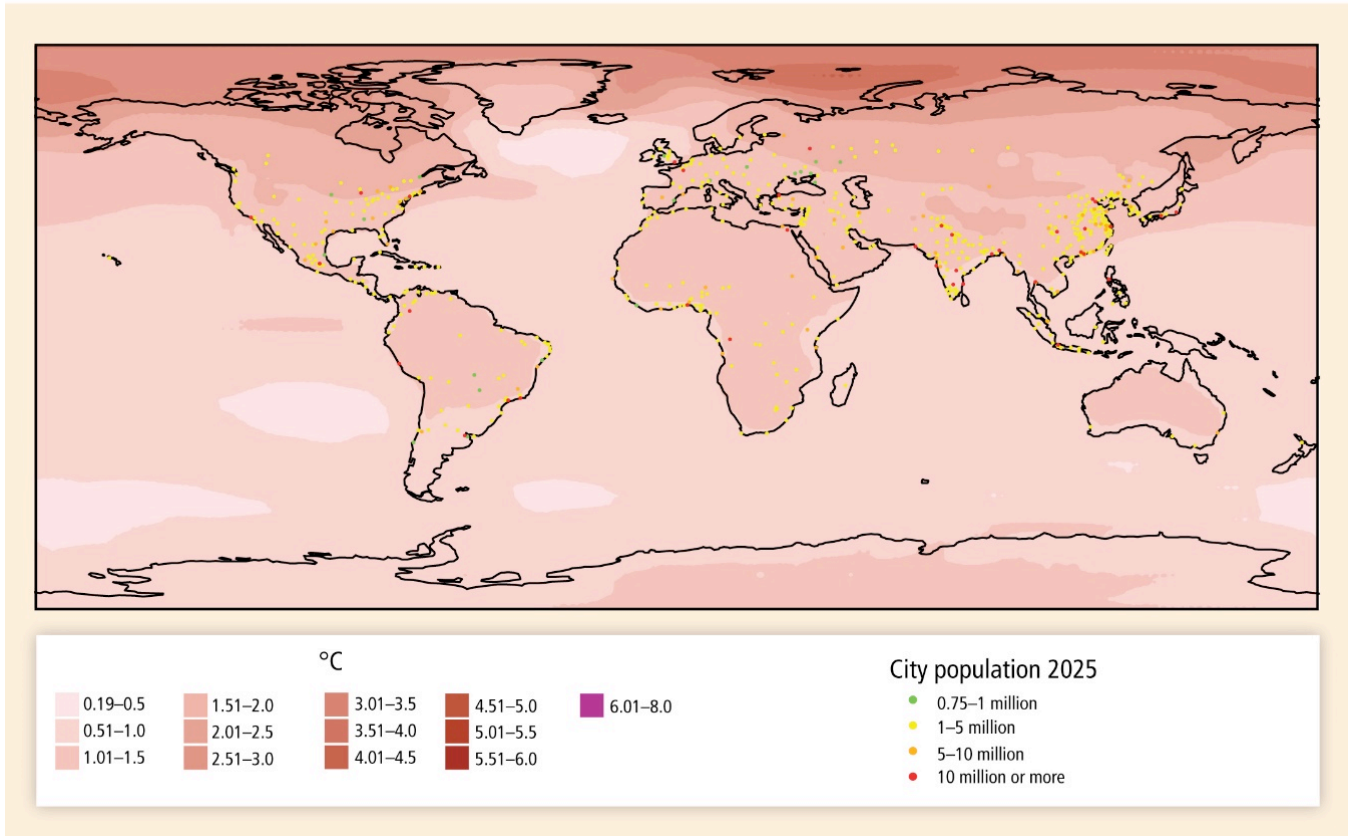 °C
0.19–0.5
0.51–1.0
1.01–1.5
1.51–2.0
2.01–2.5
2.51–3.0
3.01–3.5
3.51–4.0
4.01–4.5
4.51–5.0
5.01–5.5
5.51–6.0
6.01–8.0
City population 2025
0.75–1 million
1–5 million
5–10 million
10 million or more